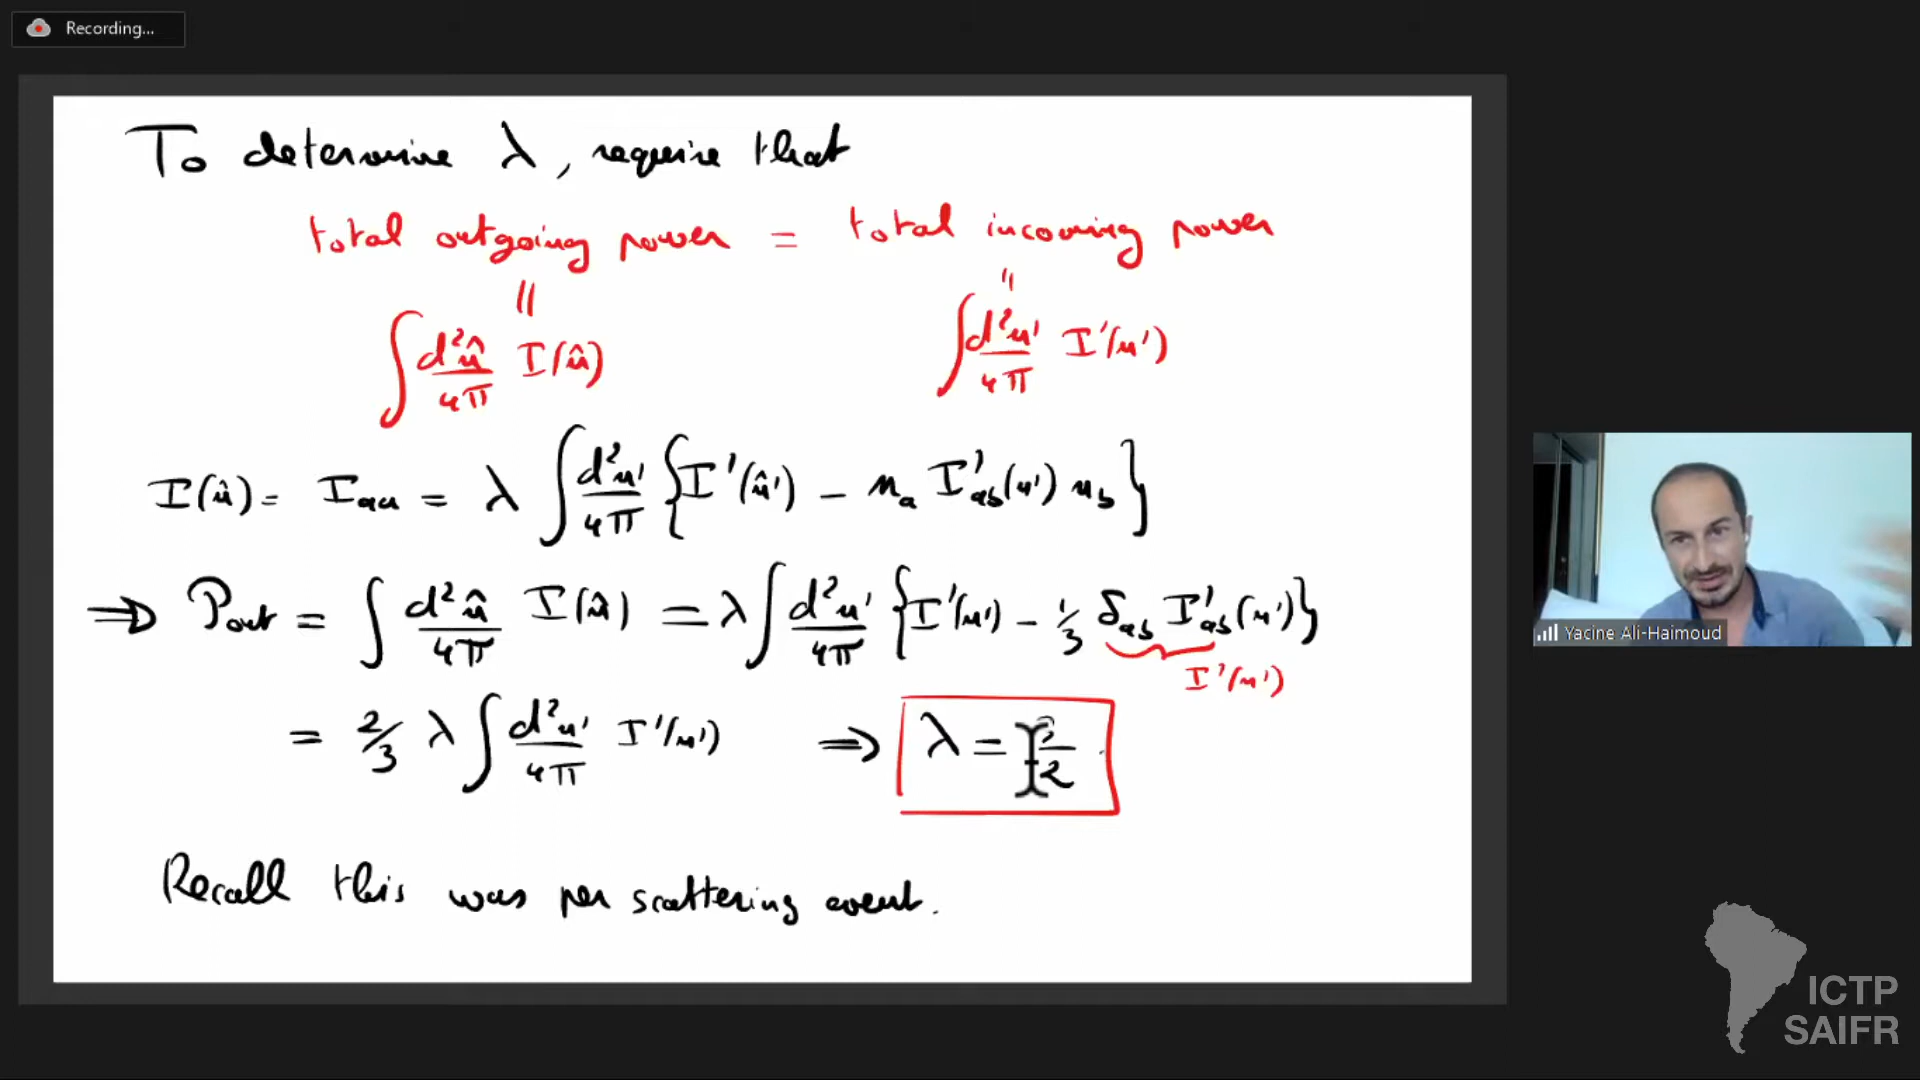 Recording...
To determine λ, require that
total outgoing power = total incoming power
" "
∫ d²n̂/4π I(n̂) ∫ d²n'/4π I'(n')
I(n̂) = I_aa = λ ∫ d²n'/4π { I'(n̂') - n_a I'_ab(n') n_b }
⇒ P_out = ∫ d²n̂/4π I(n̂) = λ ∫ d²n'/4π { I'(n') - 1/3 δ_ab I'_ab(n') }
I'(n')
= 2/3 λ ∫ d²n'/4π I'(n') ⇒ λ = 3/2
Recall this was per scattering event.
Yacine Ali-Haimoud
ICTP
SAIFR